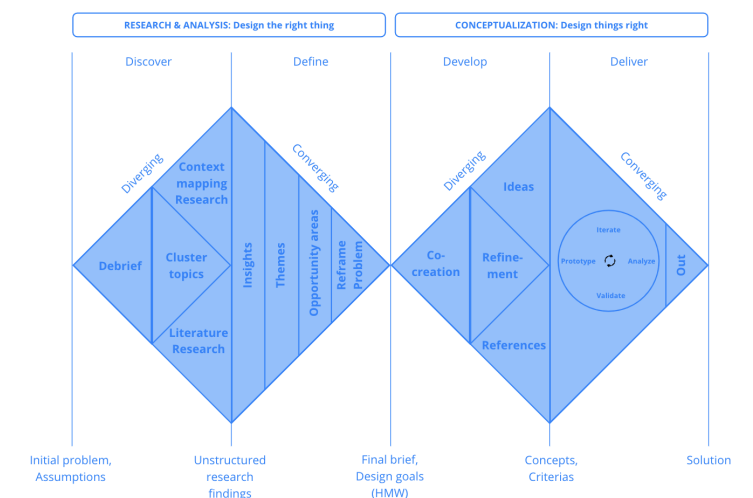 RESEARCH & ANALYSIS: Design the right thing
CONCEPTUALIZATION: Design things right
Discover
Define
Develop
Deliver
Diverging
Converging
Diverging
Converging
Context
mapping
Research
Debrief
Cluster
topics
Literature
Research
Insights
Themes
Opportunity areas
Reframe
Problem
Co-
creation
Ideas
Refine-
ment
References
Iterate
Prototype
Analyze
Validate
Out
Initial problem,
Assumptions
Unstructured
research
findings
Final brief,
Design goals
(HMW)
Concepts,
Criterias
Solution